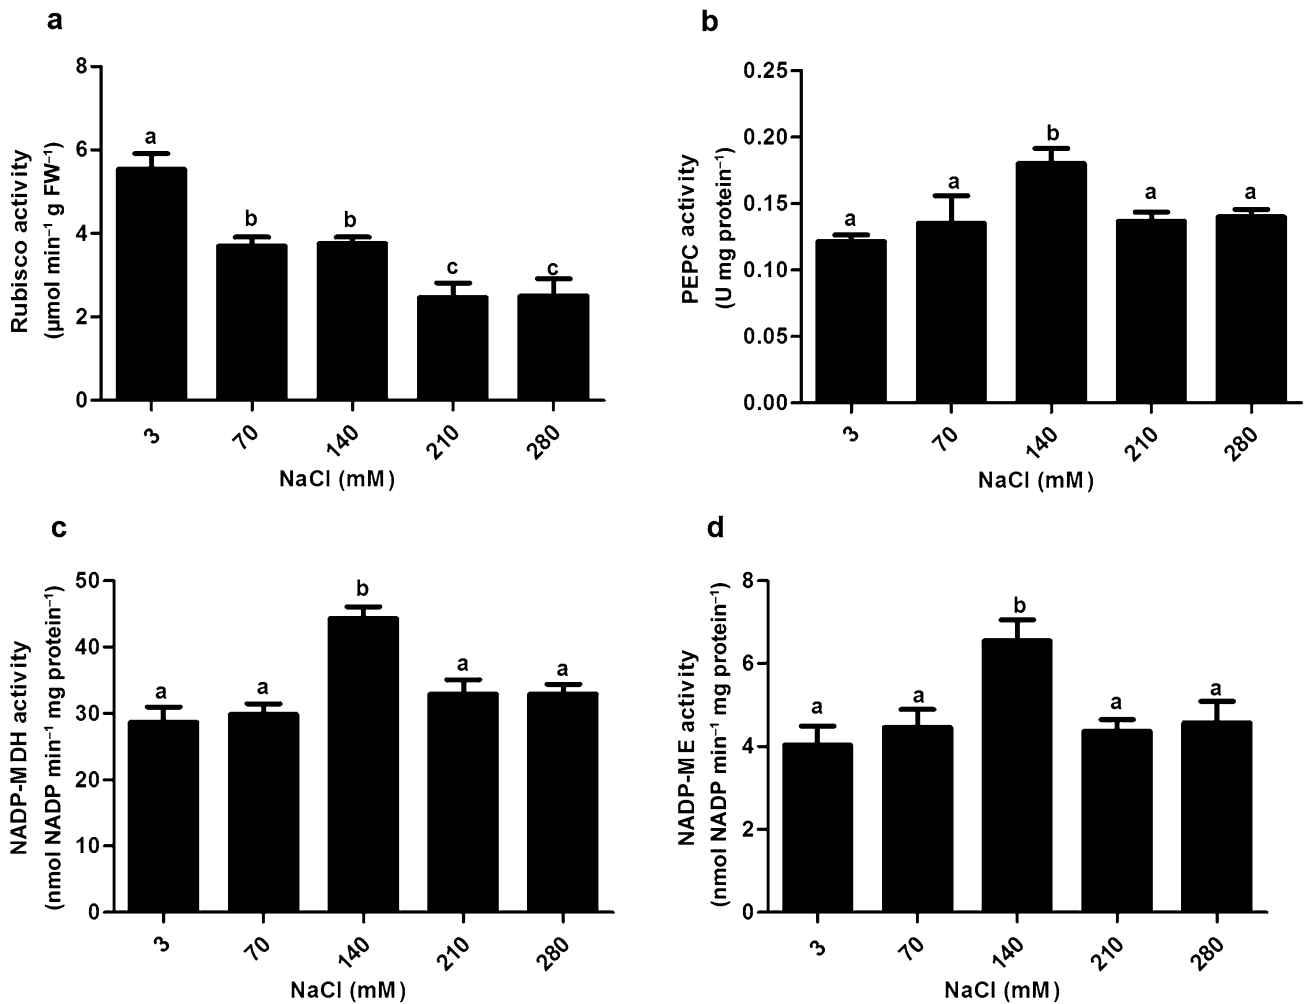 a
Rubisco activity
(µmol min⁻¹ g FW⁻¹)
8
6
4
2
0
a
b
b
c
c
3
70
140
210
280
NaCl (mM)
b
PEPC activity
(U mg protein⁻¹)
0.25
0.20
0.15
0.10
0.05
0.00
a
a
b
a
a
3
70
140
210
280
NaCl (mM)
c
NADP-MDH activity
(nmol NADP min⁻¹ mg protein⁻¹)
50
40
30
20
10
0
a
a
b
a
a
3
70
140
210
280
NaCl (mM)
d
NADP-ME activity
(nmol NADP min⁻¹ mg protein⁻¹)
8
6
4
2
0
a
a
b
a
a
3
70
140
210
280
NaCl (mM)